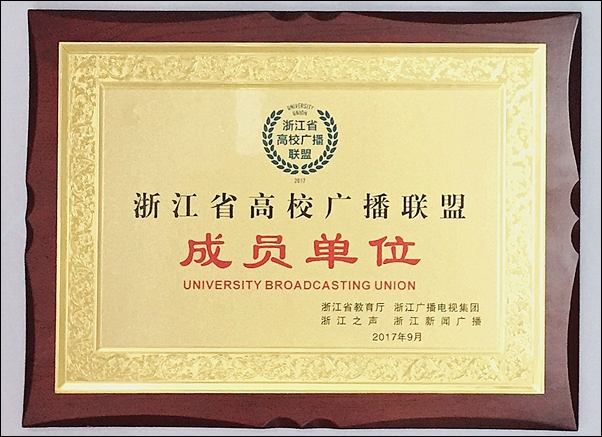 UNIVERSITY
UNION
浙江省
高校广播
联盟
2017
浙江省高校广播联盟
成员单位
UNIVERSITY BROADCASTING UNION
浙江省教育厅 浙江广播电视集团
浙江之声 浙江新闻广播
2017年9月